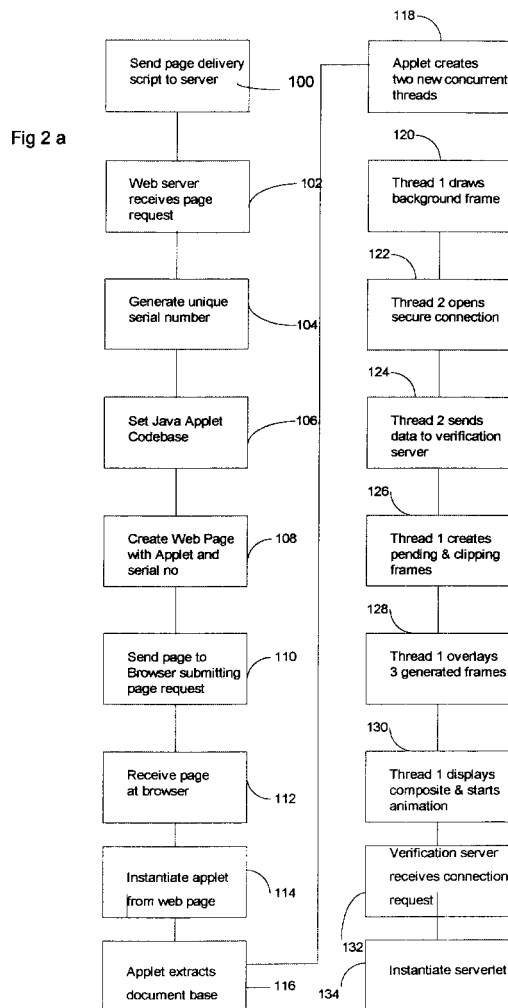 Fig 2 a
Send page delivery
script to server
100
Web server
receives page
request
102
Generate unique
serial number
104
Set Java Applet
Codebase
106
Create Web Page
with Applet and
serial no
108
Send page to
Browser submitting
page request
110
Receive page
at browser
112
Instantiate applet
from web page
114
Applet extracts
document base
116
118
Applet creates
two new concurrent
threads
120
Thread 1 draws
background frame
122
Thread 2 opens
secure connection
124
Thread 2 sends
data to verification
server
126
Thread 1 creates
pending & clipping
frames
128
Thread 1 overlays
3 generated frames
130
Thread 1 displays
composite & starts
animation
Verification server
receives connection
request
132
Instantiate serverlet
134